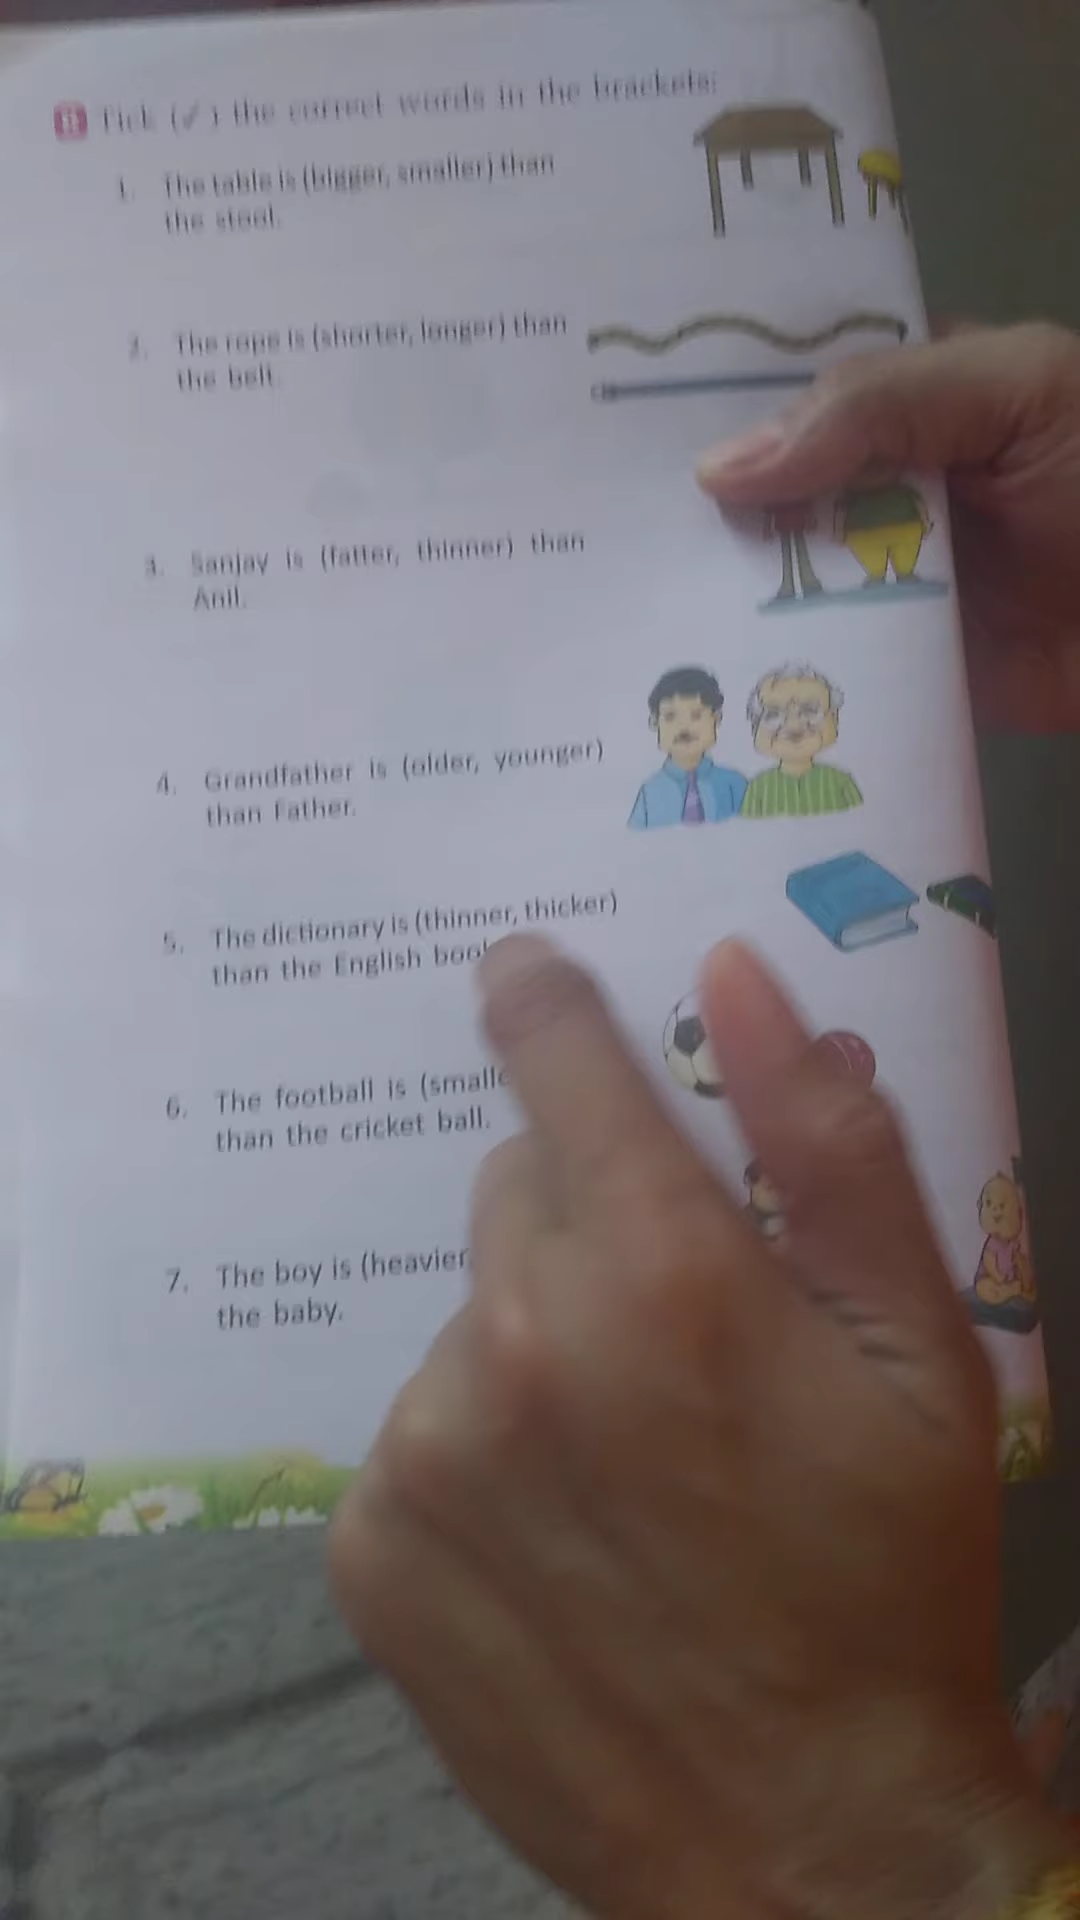 B Tick (✓) the correct words in the brackets:
1. The table is (bigger, smaller) than
the stool.
2. The rope is (shorter, longer) than
the belt.
3. Sanjay is (fatter, thinner) than
Anil.
4. Grandfather is (older, younger)
than Father.
5. The dictionary is (thinner, thicker)
than the English
6. The football is
than the cricket ball.
7. The boy is (heavier
the baby.